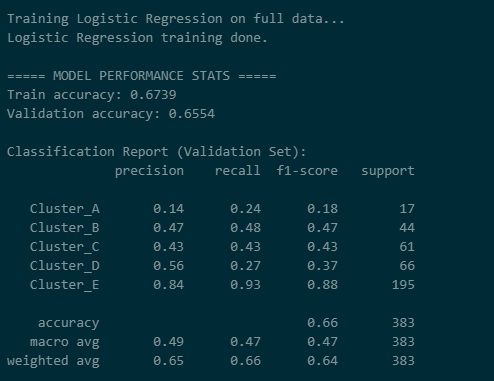 Training Logistic Regression on full data...
Logistic Regression training done.
===== MODEL PERFORMANCE STATS =====
Train accuracy: 0.6739
Validation accuracy: 0.6554
Classification Report (Validation Set):
precision recall f1-score support
Cluster_A 0.14 0.24 0.18 17
Cluster_B 0.47 0.48 0.47 44
Cluster_C 0.43 0.43 0.43 61
Cluster_D 0.56 0.27 0.37 66
Cluster_E 0.84 0.93 0.88 195
accuracy 0.66 383
macro avg 0.49 0.47 0.47 383
weighted avg 0.65 0.66 0.64 383